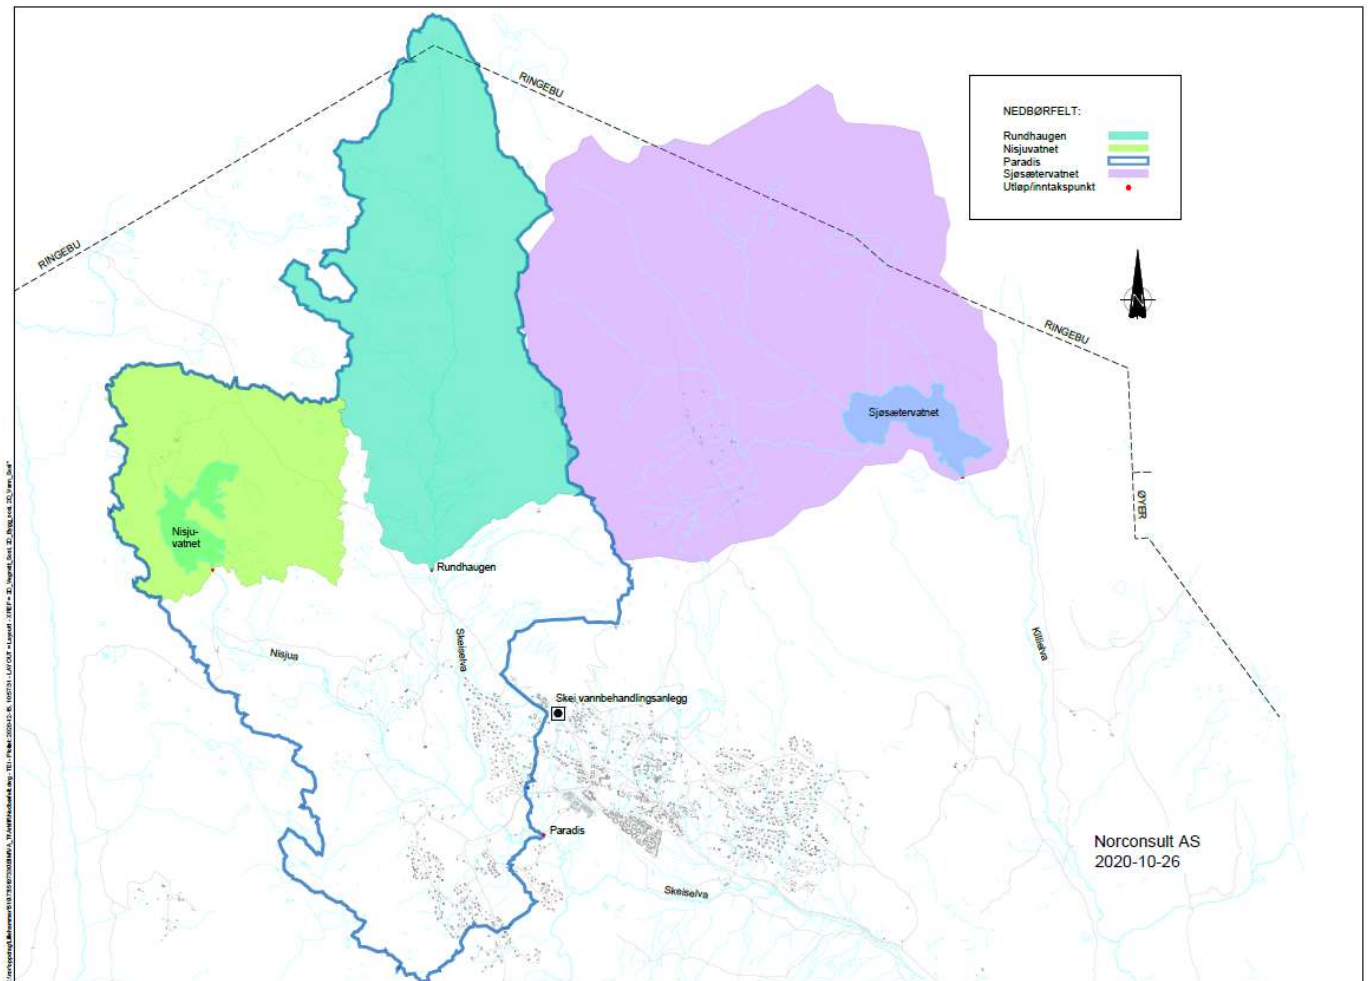 RINGEBU
NEDBØRFELT:
Rundhaugen
Nisjuvatnet
Paradis
Sjøsætervatnet
Utløp/inntakspunkt
RINGEBU
N
RINGEBU
Sjøsætervatnet
ØYER
Nisju-
vatnet
Rundhaugen
Skeiselva
Nisjua
Killielva
Skei vannbehandlingsanlegg
Paradis
Norconsult AS
2020-10-26
Skeiselva